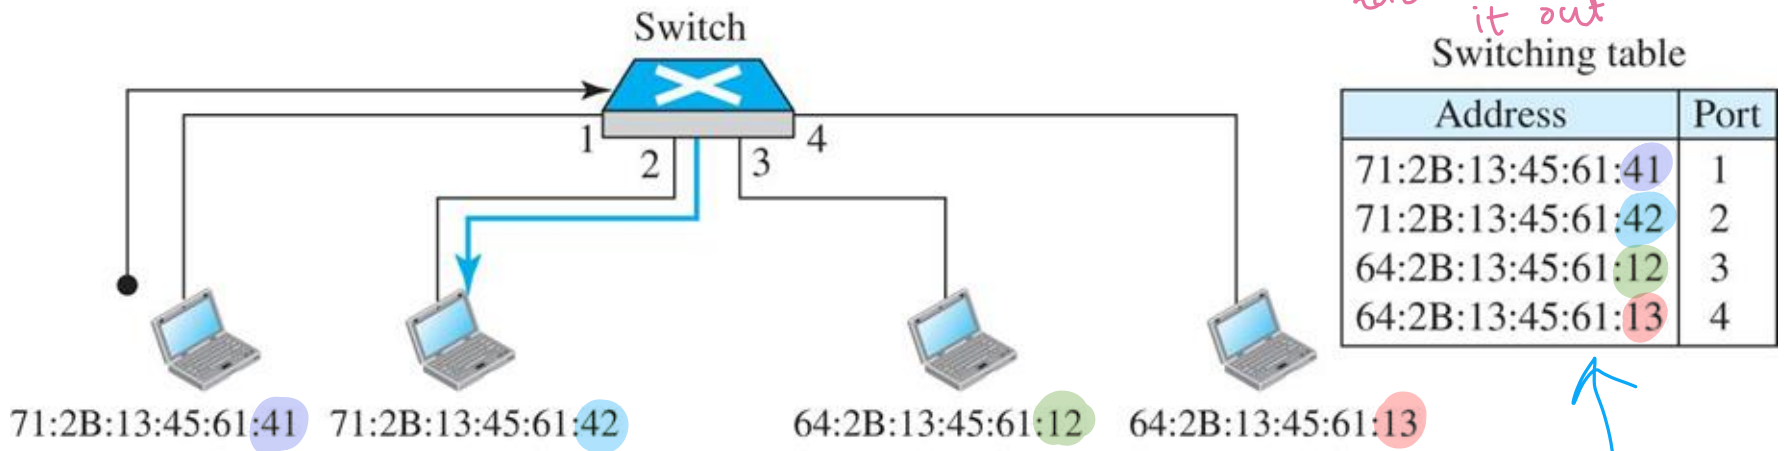 it out
Switch
Switching table
Address Port
71:2B:13:45:61:41 1
71:2B:13:45:61:42 2
64:2B:13:45:61:12 3
64:2B:13:45:61:13 4
1
2
3
4
71:2B:13:45:61:41
71:2B:13:45:61:42
64:2B:13:45:61:12
64:2B:13:45:61:13